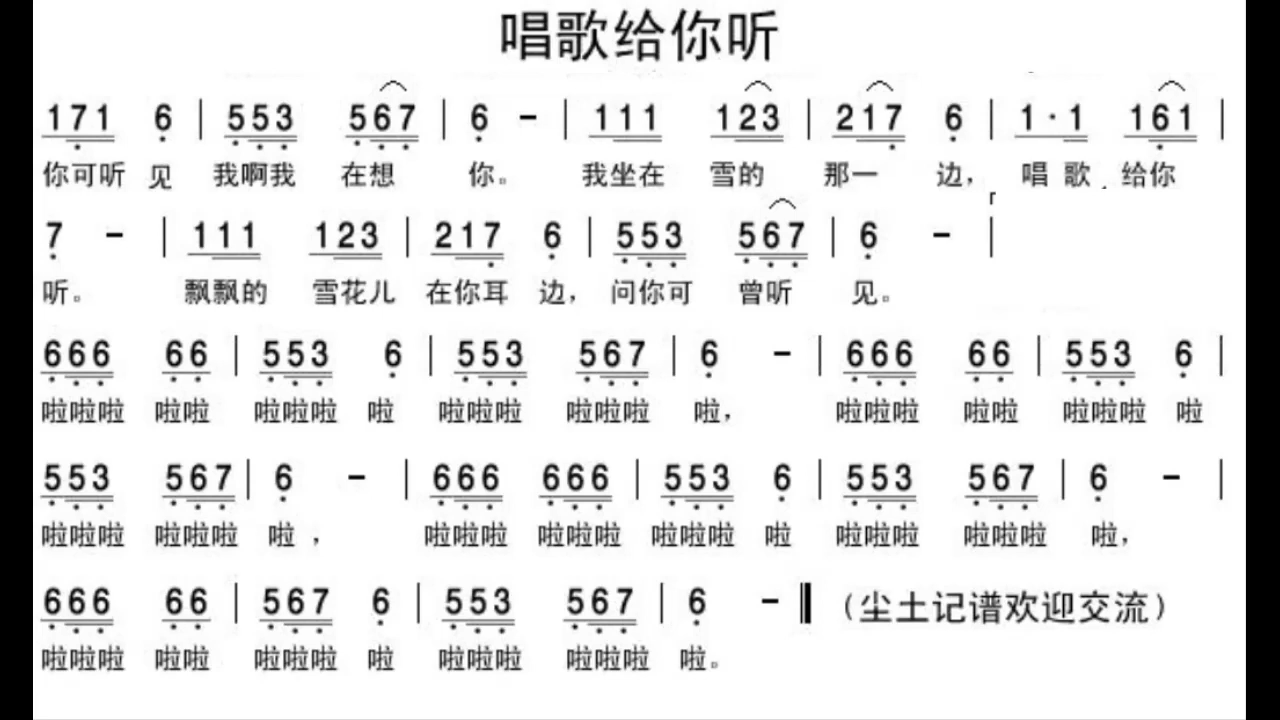 唱歌给你听
171 6 | 553 567 | 6 - | 111 123 | 217 6 | 1·1 161 |
你可听 见 我啊我 在想 你。 我坐在 雪的 那一 边， 唱 歌 给你
7 - | 111 123 | 217 6 | 553 567 | 6 - |
听。 飘飘的 雪花儿 在你耳 边， 问你可 曾听 见。
666 66 | 553 6 | 553 567 | 6 - | 666 66 | 553 6 |
啦啦啦 啦啦 啦啦啦 啦 啦啦啦 啦啦啦 啦， 啦啦啦 啦啦 啦啦啦 啦
553 567 | 6 - | 666 666 | 553 6 | 553 567 | 6 - |
啦啦啦 啦啦啦 啦， 啦啦啦 啦啦啦 啦啦啦 啦 啦啦啦 啦啦啦 啦，
666 66 | 567 6 | 553 567 | 6 - ‖ （尘土记谱欢迎交流）
啦啦啦 啦啦 啦啦啦 啦 啦啦啦 啦啦啦 啦。